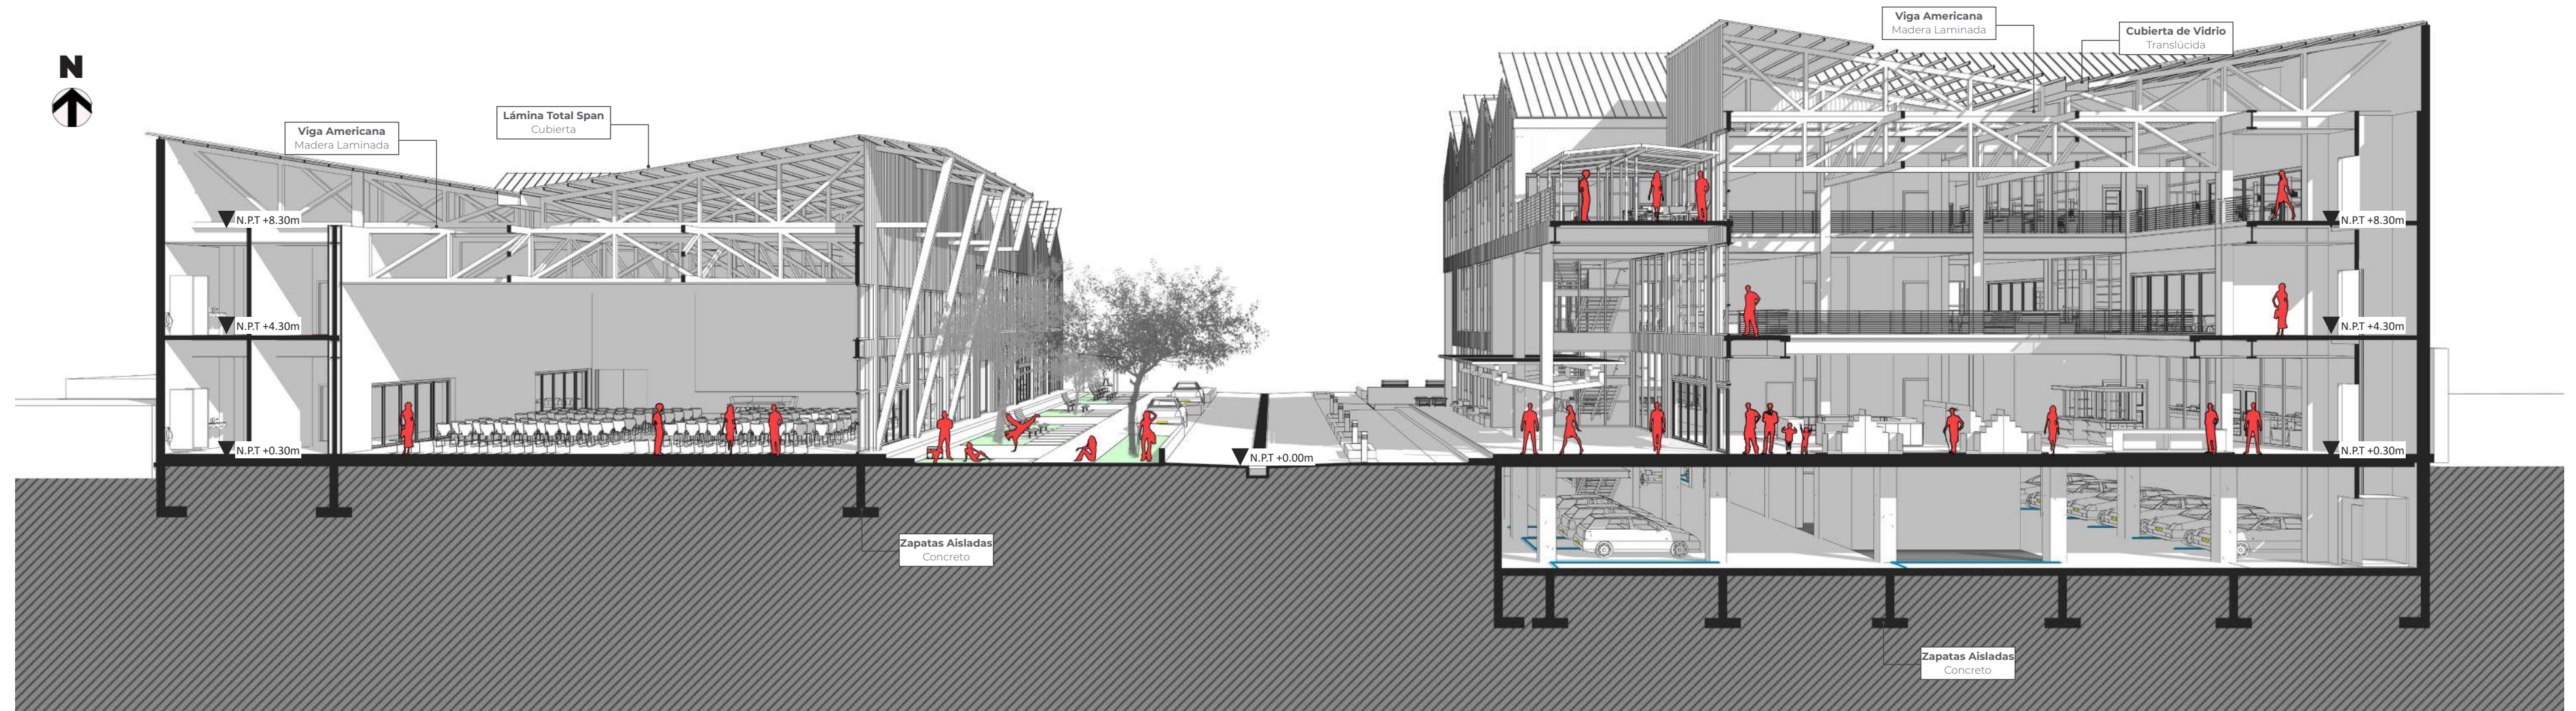 N
Viga Americana
Madera Laminada
Lámina Total Span
Cubierta
Viga Americana
Madera Laminada
Cubierta de Vidrio
Translúcida
N.P.T +8.30m
N.P.T +4.30m
N.P.T +0.30m
N.P.T +0.00m
N.P.T +8.30m
N.P.T +4.30m
N.P.T +0.30m
Zapatas Aisladas
Concreto
Zapatas Aisladas
Concreto